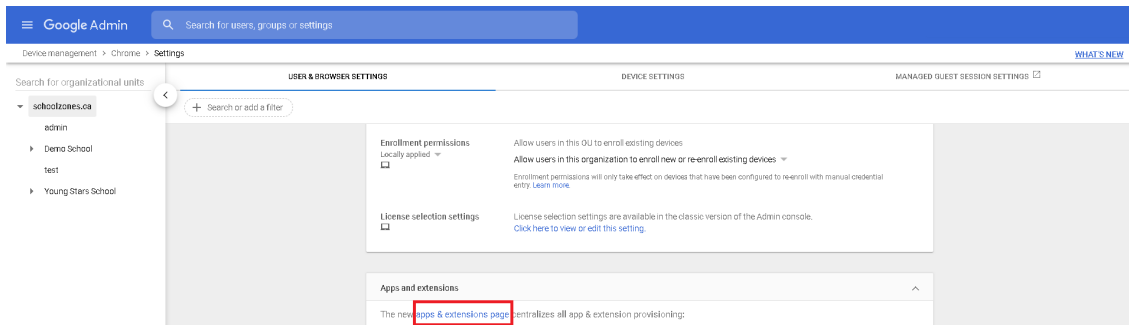 Google Admin
Search for users, groups or settings
Device management > Chrome > Settings
WHAT'S NEW
Search for organizational units
schoolzones.ca
admin
Demo School
test
Young Stars School
USER & BROWSER SETTINGS
DEVICE SETTINGS
MANAGED GUEST SESSION SETTINGS
+ Search or add a filter
Enrollment permissions
Locally applied
Allow users in this OU to enroll existing devices
Allow users in this organization to enroll new or re-enroll existing devices
Enrollment permissions will only take effect on devices that have been configured to re-enroll with manual credential
entry. Learn more.
License selection settings
License selection settings are available in the classic version of the Admin console.
Click here to view or edit this setting.
Apps and extensions
The new apps & extensions page centralizes all app & extension provisioning: